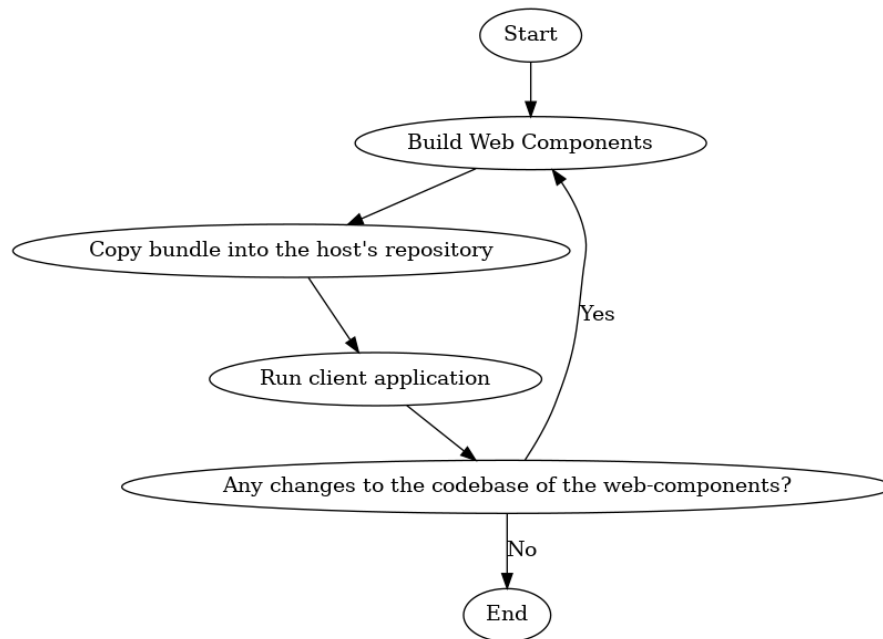 Start
Build Web Components
Copy bundle into the host's repository
Yes
Run client application
Any changes to the codebase of the web-components?
No
End